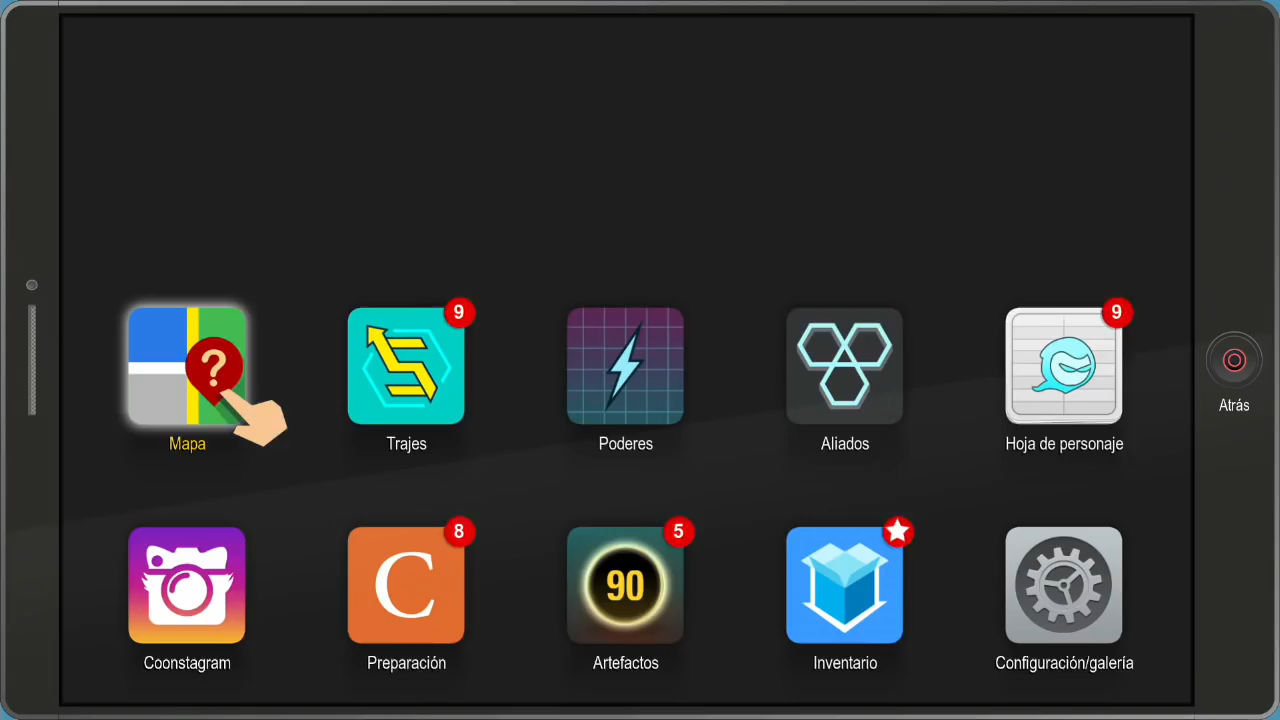 ?
9
9
Mapa
Trajes
Poderes
Aliados
Hoja de personaje
Atrás
C
8
90
5
Coonstagram
Preparación
Artefactos
Inventario
Configuración/galería